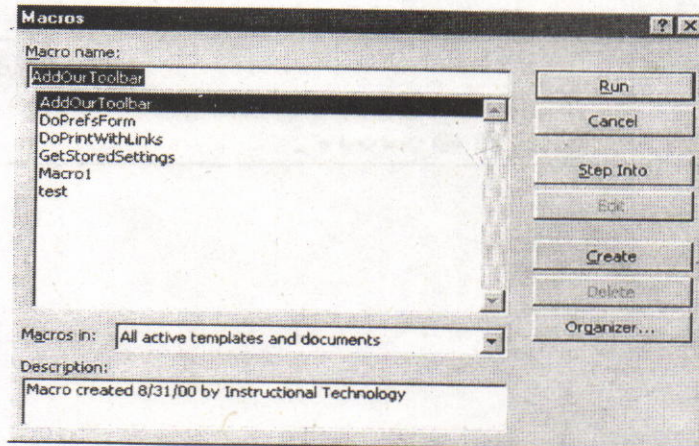 Macros
Macro name:
AddOurToolbar
AddOurToolbar
DoPrefsForm
DoPrintWithLinks
GetStoredSettings
Macro1
test
Run
Cancel
Step Into
Edit
Create
Delete
Organizer...
Macros in: All active templates and documents
Description:
Macro created 8/31/00 by Instructional Technology